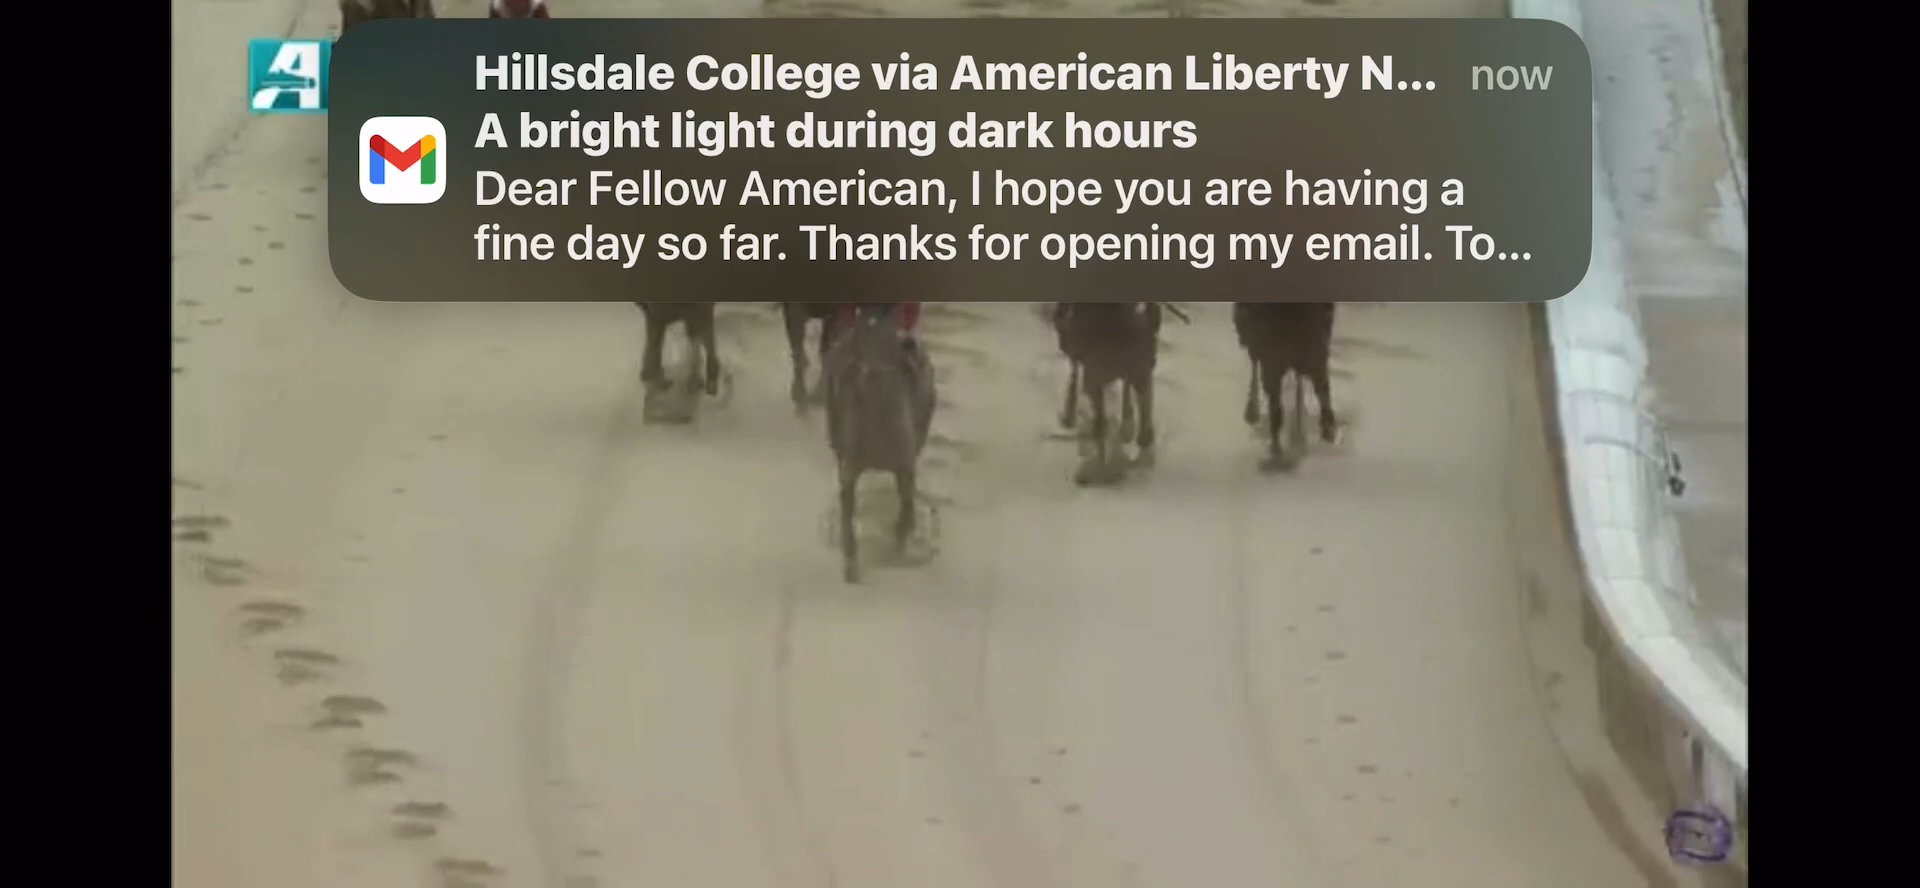 Hillsdale College via American Liberty N... now
A bright light during dark hours
Dear Fellow American, I hope you are having a
fine day so far. Thanks for opening my email. To...